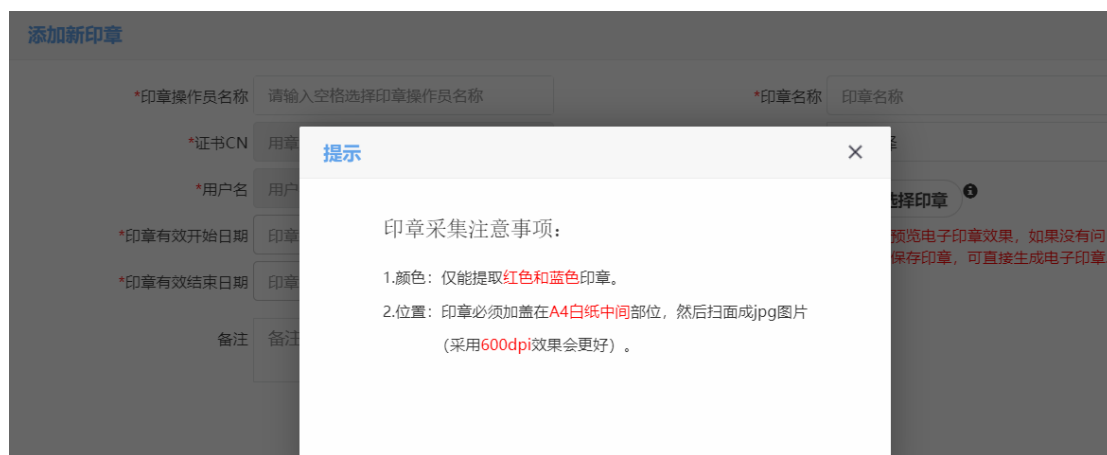 添加新印章
*印章操作员名称 请输入空格选择印章操作员名称 *印章名称 印章名称
*证书CN 用章
提示
*用户名 用户
选择印章
印章采集注意事项：
*印章有效开始日期 印章
预览电子印章效果，如果没有问
保存印章，可直接生成电子印章
1.颜色：仅能提取红色和蓝色印章。
*印章有效结束日期 印章
2.位置：印章必须加盖在A4白纸中间部位，然后扫面成jpg图片
备注 备注
（采用600dpi效果会更好）。